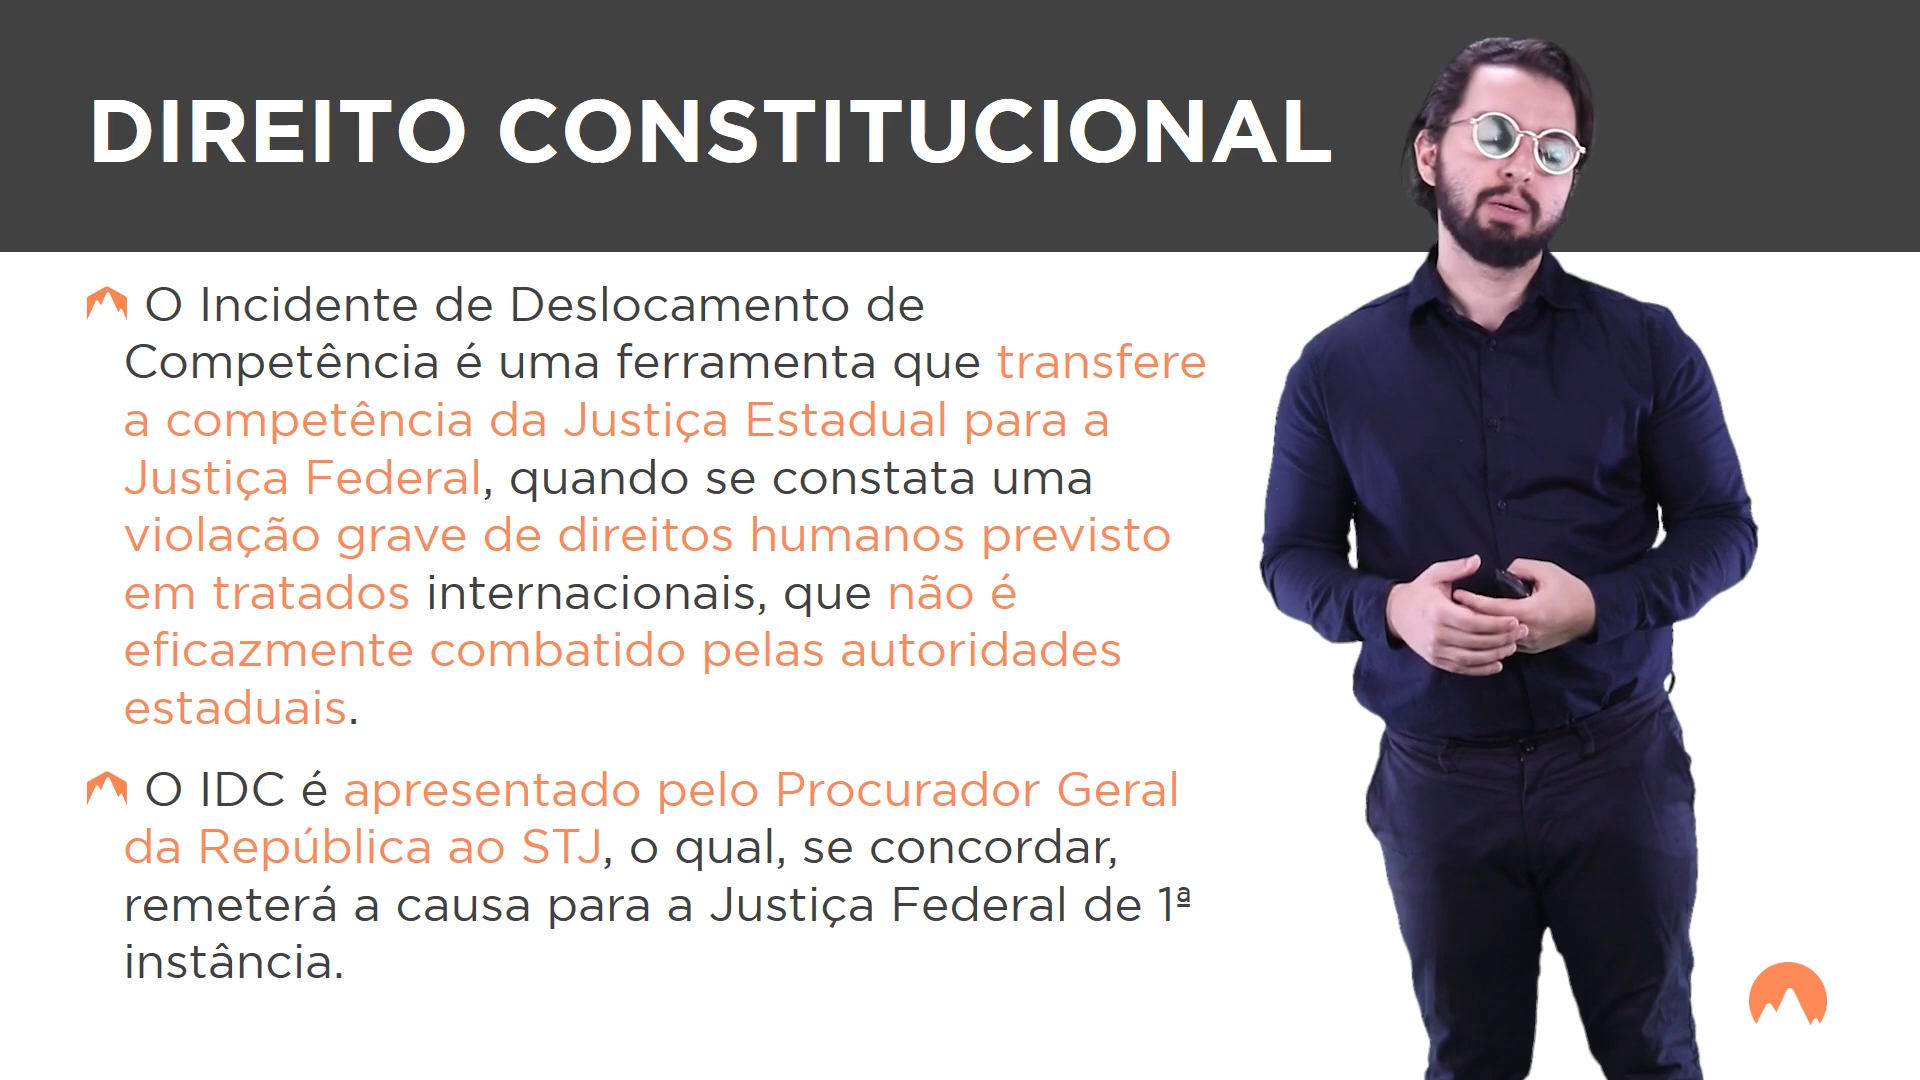 DIREITO CONSTITUCIONAL
O Incidente de Deslocamento de
Competência é uma ferramenta que transfere
a competência da Justiça Estadual para a
Justiça Federal, quando se constata uma
violação grave de direitos humanos previsto
em tratados internacionais, que não é
eficazmente combatido pelas autoridades
estaduais.
O IDC é apresentado pelo Procurador Geral
da República ao STJ, o qual, se concordar,
remeterá a causa para a Justiça Federal de 1ª
instância.